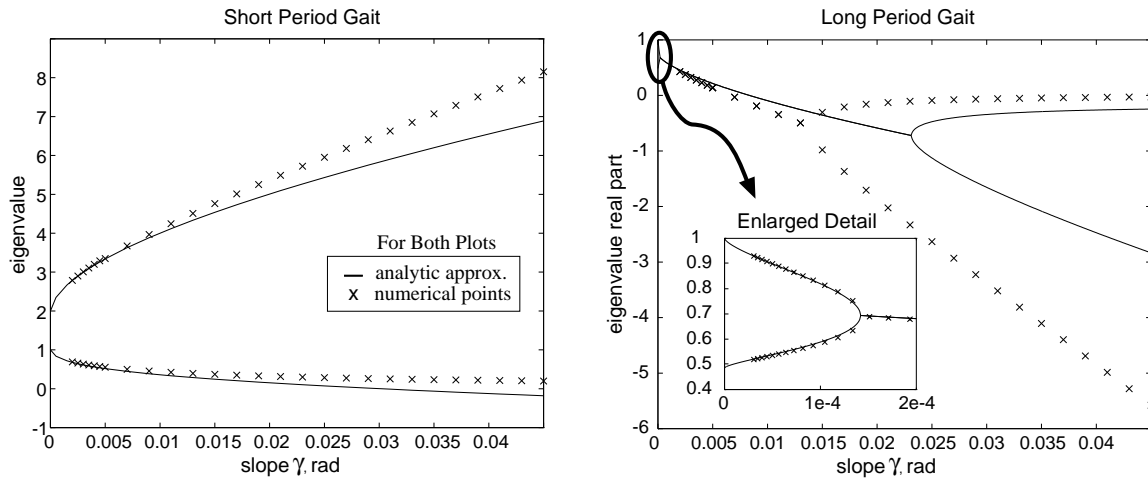 Short Period Gait
8
7
6
5
4
3
2
1
0
-1
eigenvalue
0 0.005 0.01 0.015 0.02 0.025 0.03 0.035 0.04
slope γ, rad
For Both Plots
analytic approx.
x numerical points
Long Period Gait
1
0
-1
-2
-3
-4
-5
-6
eigenvalue real part
0 0.005 0.01 0.015 0.02 0.025 0.03 0.035 0.04
slope γ, rad
Enlarged Detail
1
0.9
0.8
0.7
0.6
0.5
0.4
0 1e-4 2e-4